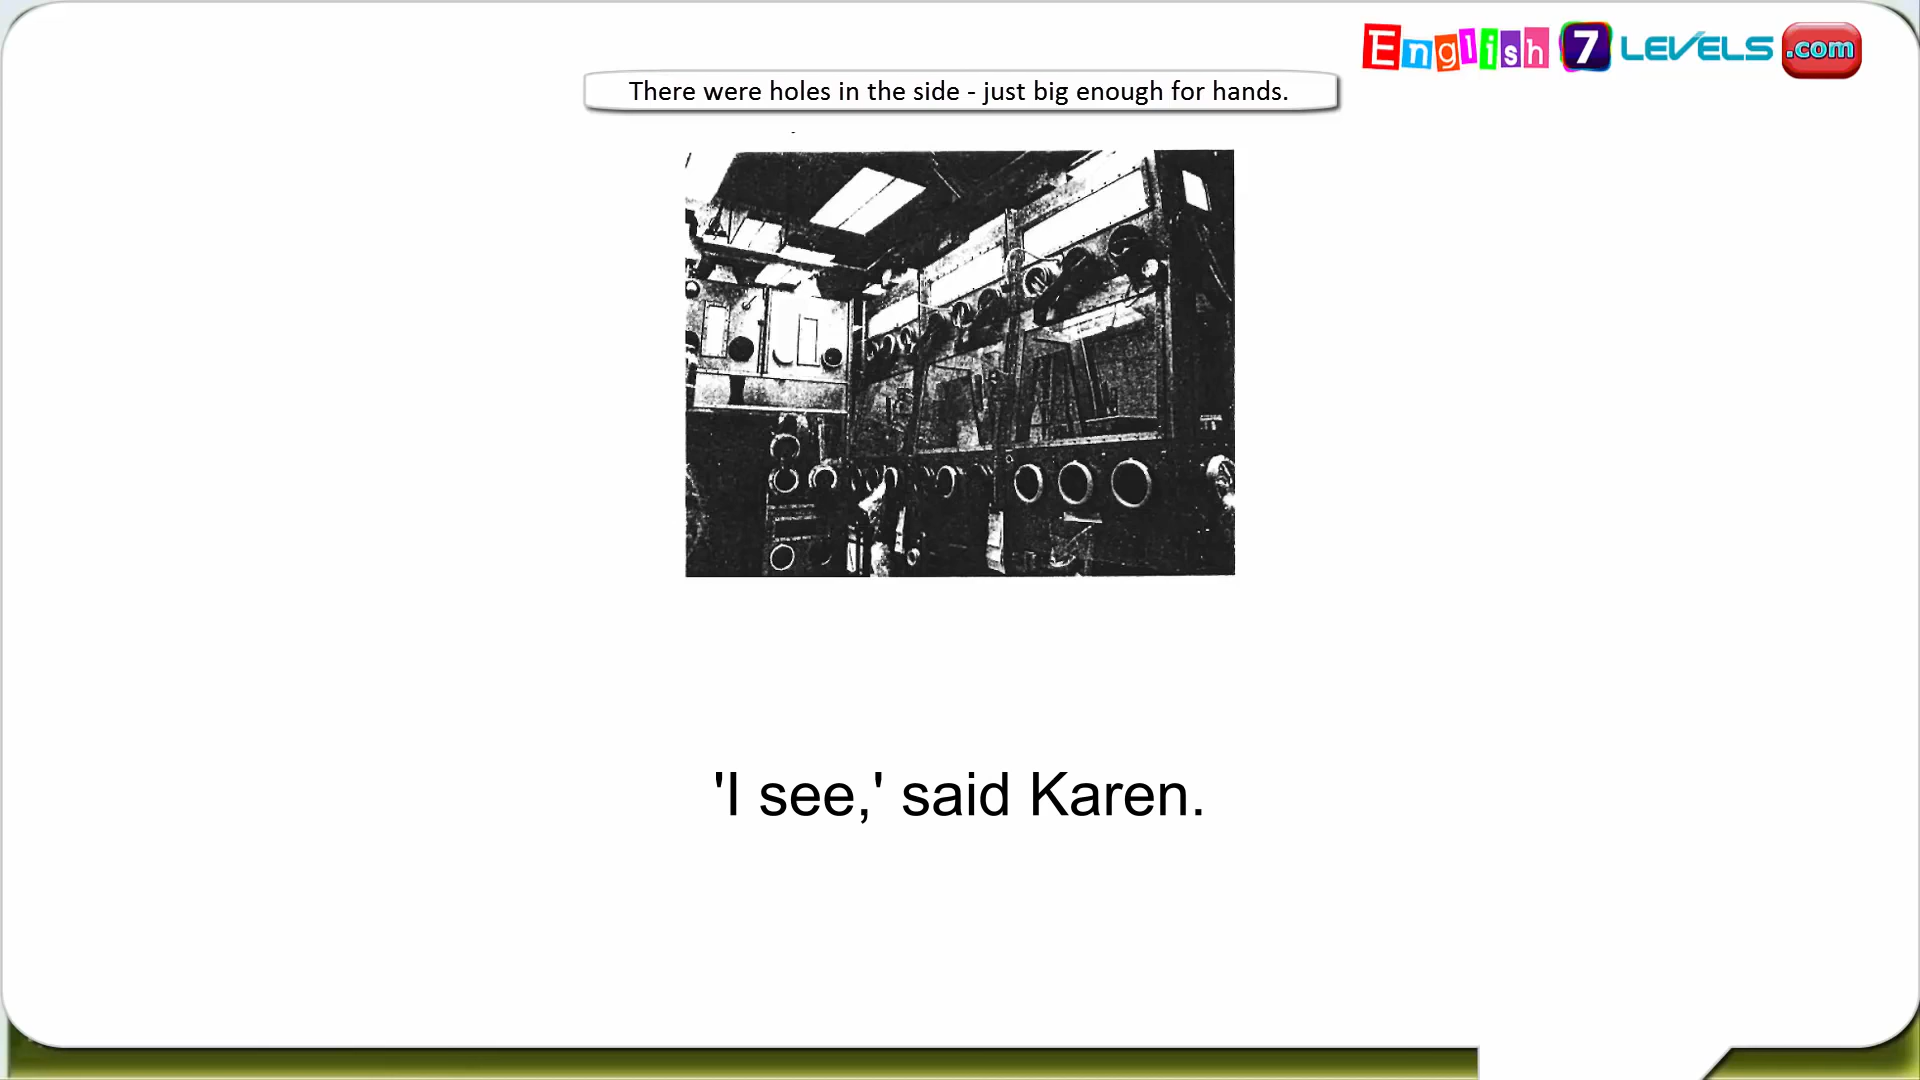 English 7 LEVELS .com
There were holes in the side - just big enough for hands.
'I see,' said Karen.